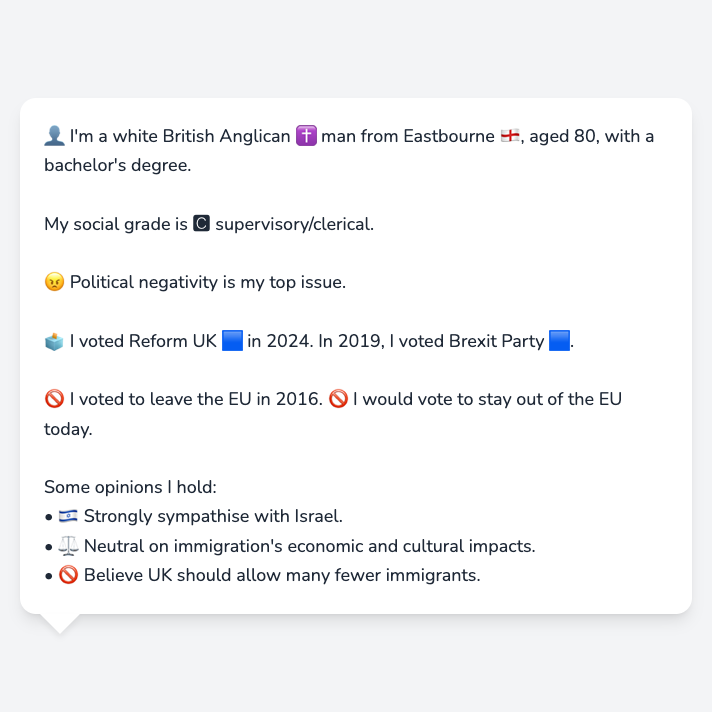 👤 I'm a white British Anglican ✝️ man from Eastbourne 🏴󠁧󠁢󠁥󠁮󠁧󠁿, aged 80, with a
bachelor's degree.
My social grade is 🅲 supervisory/clerical.
😠 Political negativity is my top issue.
🗳️ I voted Reform UK 🟦 in 2024. In 2019, I voted Brexit Party 🟦.
🚫 I voted to leave the EU in 2016. 🚫 I would vote to stay out of the EU
today.
Some opinions I hold:
• 🇮🇱 Strongly sympathise with Israel.
• ⚖️ Neutral on immigration's economic and cultural impacts.
• 🚫 Believe UK should allow many fewer immigrants.